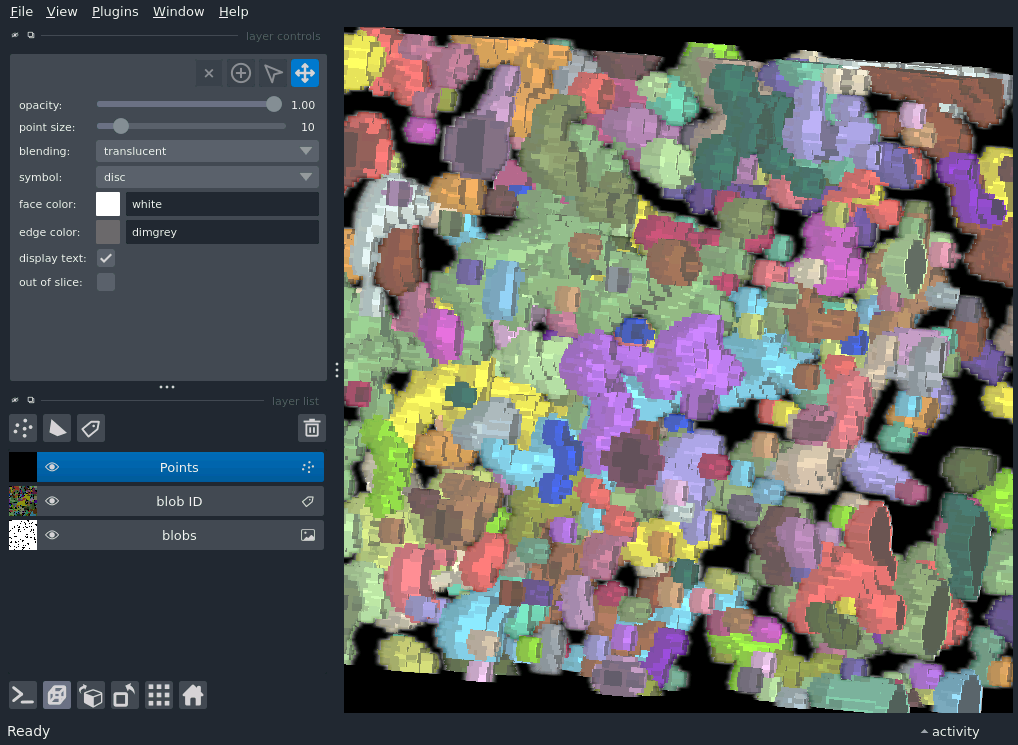 File View Plugins Window Help
layer controls
opacity: 1.00
point size: 10
blending: translucent
symbol: disc
face color: white
edge color: dimgrey
display text:
out of slice:
layer list
Points
blob ID
blobs
Ready activity